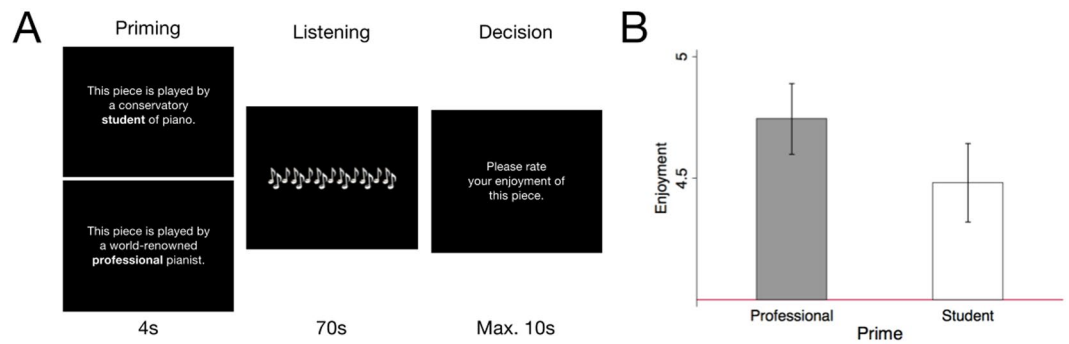 A
Priming
Listening
Decision
This piece is played by
a conservatory
student of piano.
This piece is played by
a world-renowned
professional pianist.
Please rate
your enjoyment of
this piece.
4s
70s
Max. 10s
B
5
4.5
Enjoyment
Professional
Student
Prime